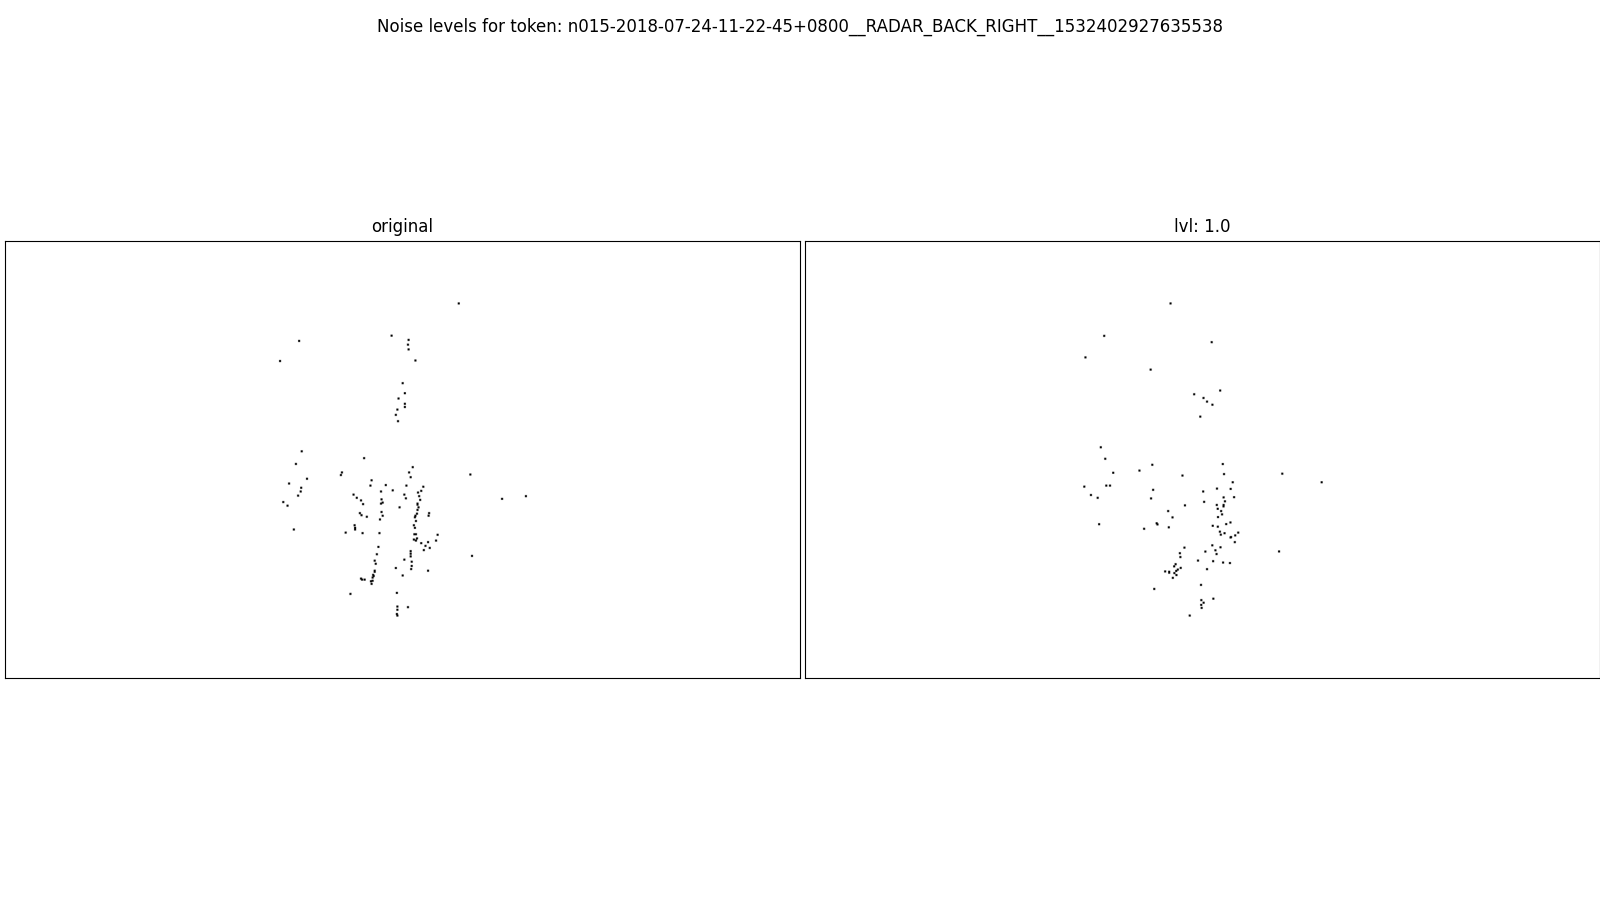 Noise levels for token: n015-2018-07-24-11-22-45+0800__RADAR_BACK_RIGHT__1532402927635538
original
lvl: 1.0